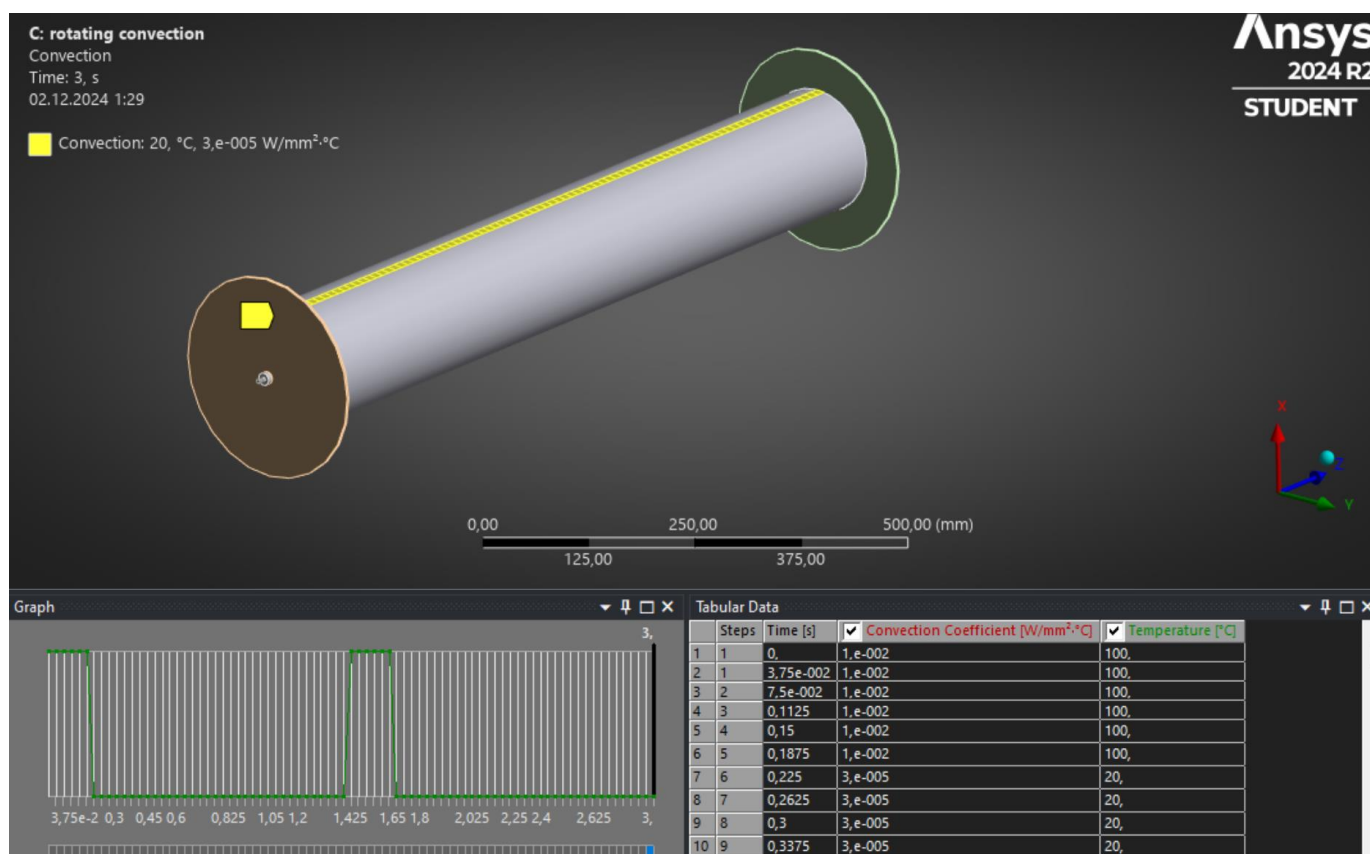 C: rotating convection
Convection
Time: 3, s
02.12.2024 1:29
Convection: 20, °C, 3,e-005 W/mm²·°C
Ansys
2024 R2
STUDENT
X
Z
Y
0,00 250,00 500,00 (mm)
125,00 375,00
Graph
3,
3,75e-2 0,3 0,45 0,6 0,825 1,05 1,2 1,425 1,65 1,8 2,025 2,25 2,4 2,625 3,
Tabular Data
Steps Time [s] Convection Coefficient [W/mm²·°C] Temperature [°C]
1 1 0, 1,e-002 100,
2 1 3,75e-002 1,e-002 100,
3 2 7,5e-002 1,e-002 100,
4 3 0,1125 1,e-002 100,
5 4 0,15 1,e-002 100,
6 5 0,1875 1,e-002 100,
7 6 0,225 3,e-005 20,
8 7 0,2625 3,e-005 20,
9 8 0,3 3,e-005 20,
10 9 0,3375 3,e-005 20,